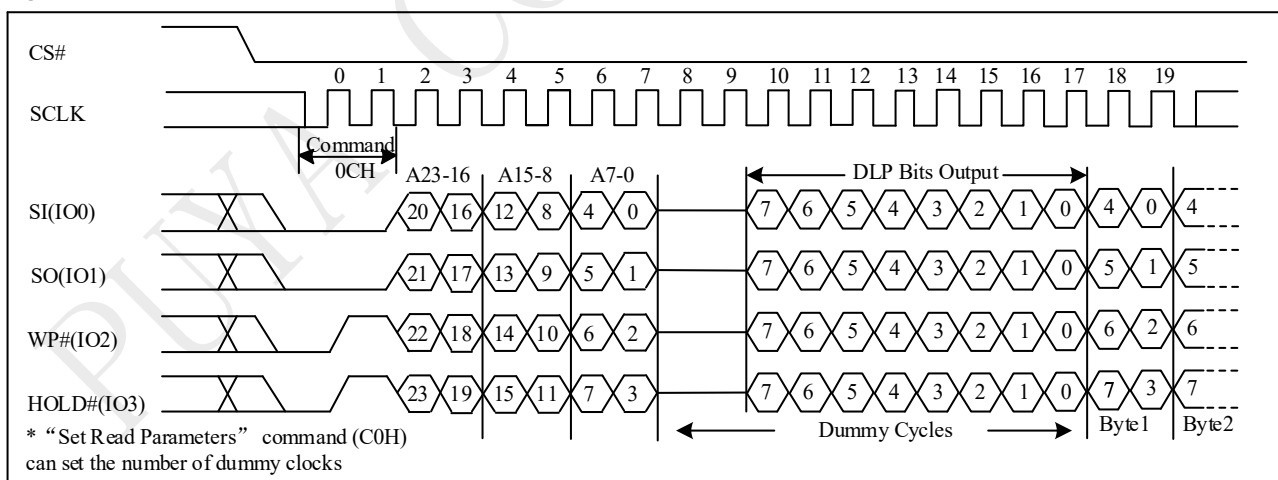 PUYA CO
CS#
0 1 2 3 4 5 6 7 8 9 10 11 12 13 14 15 16 17 18 19
SCLK
Command
0CH
A23-16 A15-8 A7-0 DLP Bits Output
SI(IO0) 20 16 12 8 4 0 7 6 5 4 3 2 1 0 4 0 4
SO(IO1) 21 17 13 9 5 1 7 6 5 4 3 2 1 0 5 1 5
WP#(IO2) 22 18 14 10 6 2 7 6 5 4 3 2 1 0 6 2 6
HOLD#(IO3) 23 19 15 11 7 3 7 6 5 4 3 2 1 0 7 3 7
Dummy Cycles Byte1 Byte2
* “Set Read Parameters” command (C0H)
can set the number of dummy clocks